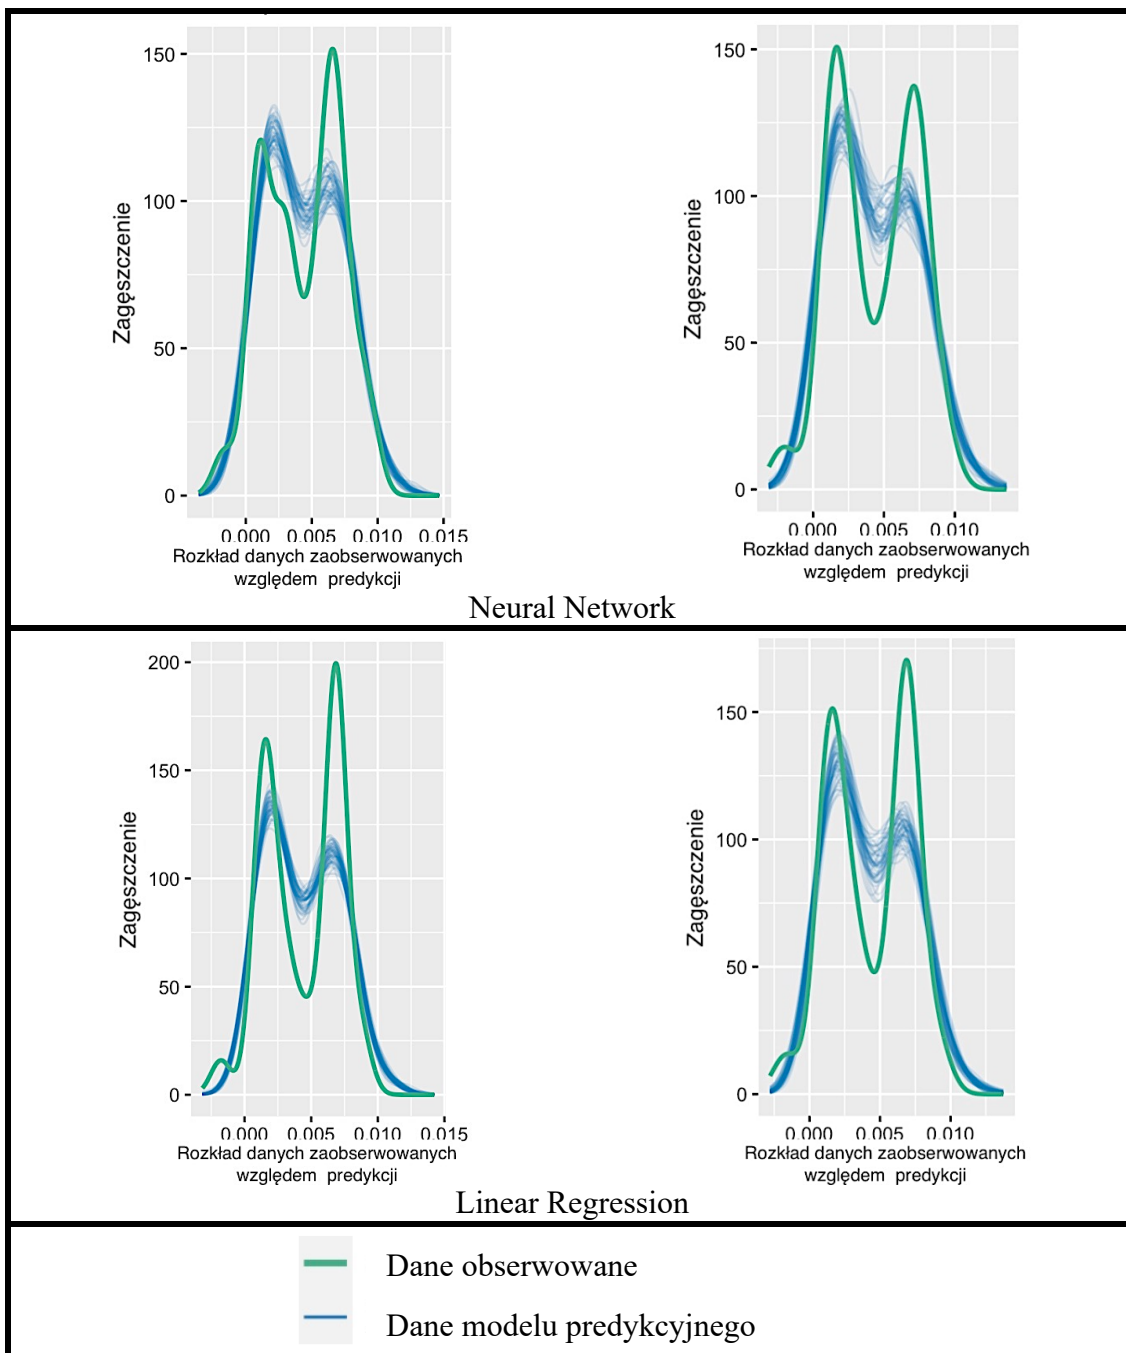 150
100
50
0
Zagęszczenie
0.000 0.005 0.010 0.015
Rozkład danych zaobserwowanych
względem predykcji
150
100
50
0
Zagęszczenie
0.000 0.005 0.010
Rozkład danych zaobserwowanych
względem predykcji
Neural Network
200
150
100
50
0
Zagęszczenie
0.000 0.005 0.010 0.015
Rozkład danych zaobserwowanych
względem predykcji
150
100
50
0
Zagęszczenie
0.000 0.005 0.010
Rozkład danych zaobserwowanych
względem predykcji
Linear Regression
Dane obserwowane
Dane modelu predykcyjnego